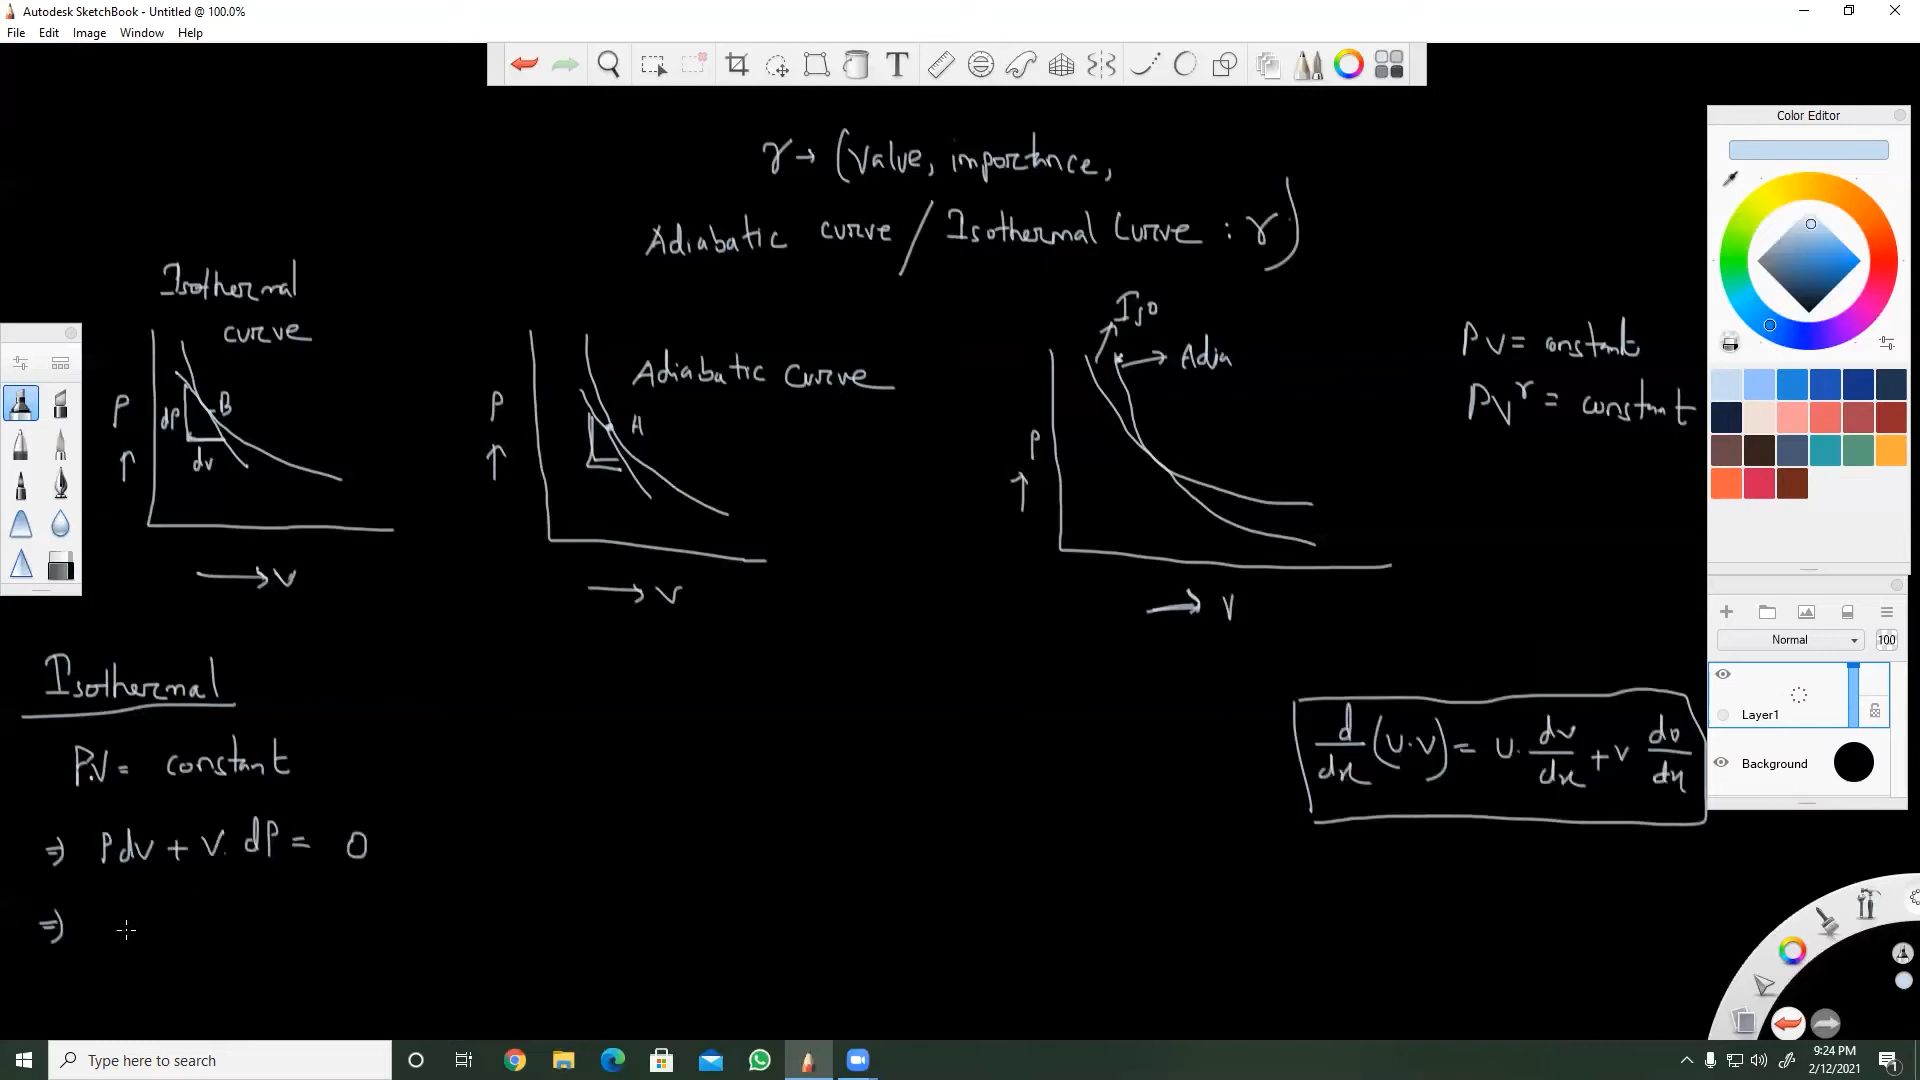 Autodesk SketchBook - Untitled @ 100.0%
File Edit Image Window Help
γ → (Value, importance,
Adiabatic curve / Isothermal Curve : γ)
Isothermal
curve
P
dP
B
dv
→ V
Adiabatic Curve
P
A
→ V
Iso
→ Adia
P
→ V
PV = constant
PV^γ = constant
Isothermal
P.V = constant
⇒ Pdv + V. dP = 0
⇒
d/dx (U·V) = U· dv/dx + V du/dx
Color Editor
Normal
100
Layer1
Background
Type here to search
9:24 PM
2/12/2021
1